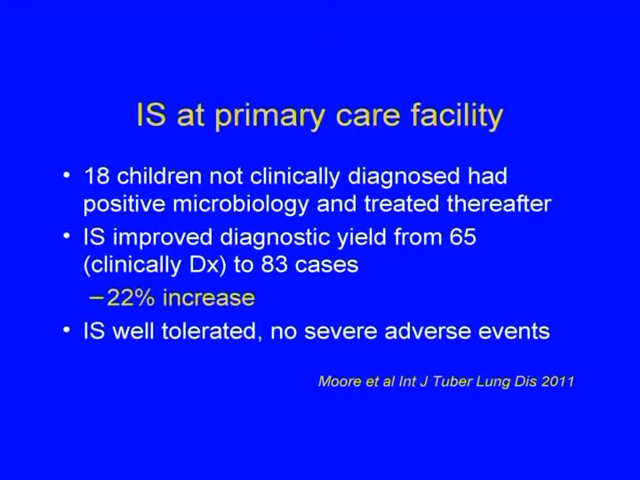 IS at primary care facility
• 18 children not clinically diagnosed had
positive microbiology and treated thereafter
• IS improved diagnostic yield from 65
(clinically Dx) to 83 cases
–22% increase
• IS well tolerated, no severe adverse events
Moore et al Int J Tuber Lung Dis 2011